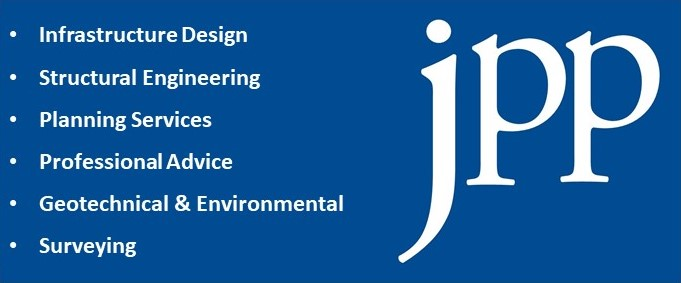 • Infrastructure Design
• Structural Engineering
• Planning Services
• Professional Advice
• Geotechnical & Environmental
• Surveying
jpp